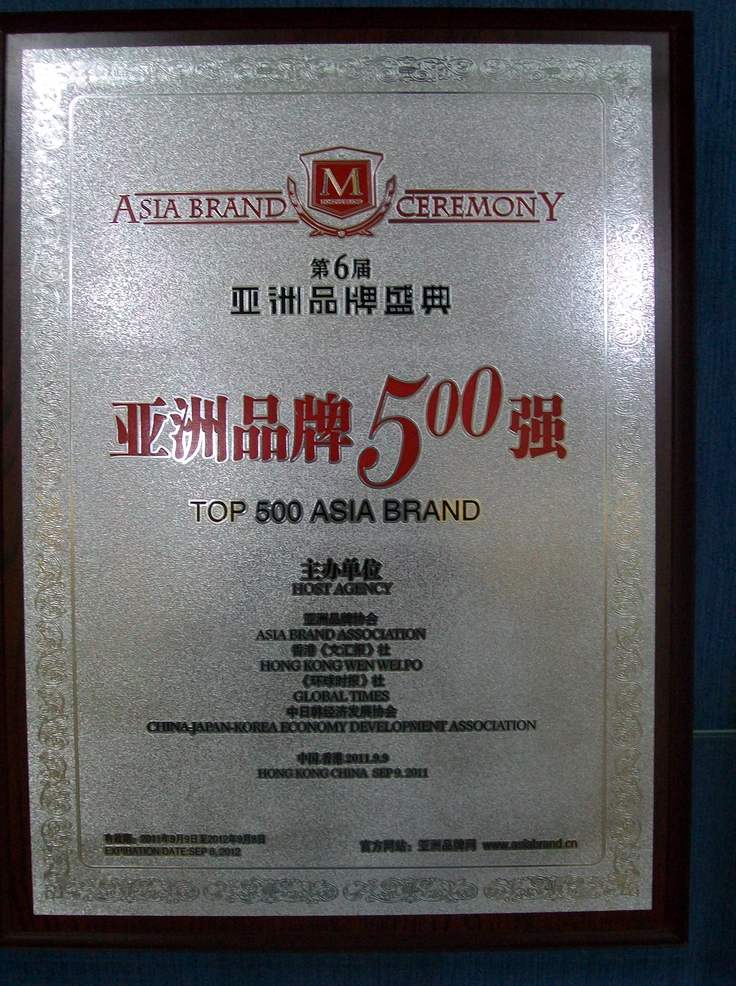 ASIA BRAND M CEREMONY
第6届
亚洲品牌盛典
亚洲品牌500强
TOP 500 ASIA BRAND
主办单位
HOST AGENCY
亚洲品牌协会
ASIA BRAND ASSOCIATION
香港《文汇报》社
HONG KONG WEN WEI PO
《环球时报》社
GLOBAL TIMES
中日韩经济发展协会
CHINA-JAPAN-KOREA ECONOMY DEVELOPMENT ASSOCIATION
中国.香港.2011.9.9
HONG KONG CHINA SEP 9, 2011
有效期：2011年9月9日至2012年9月8日
EXPIRATION DATE:SEP 8, 2012
官方网站：亚洲品牌网 www.asiabrand.cn